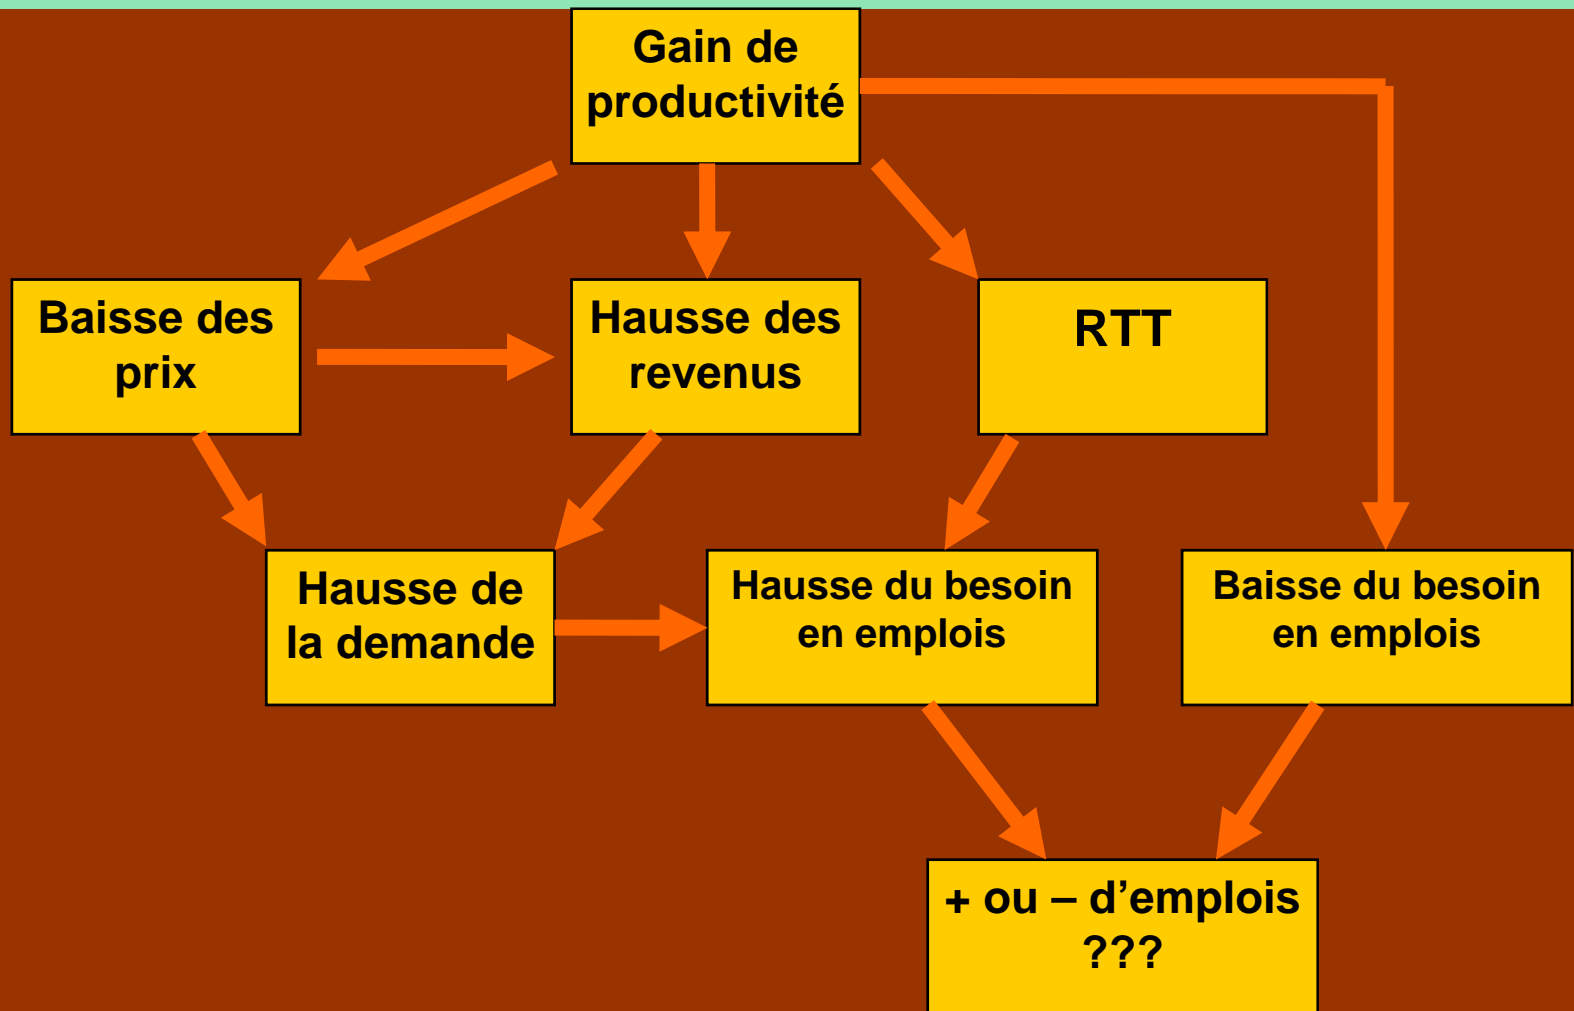 Gain de
productivité
Baisse des
prix
Hausse des
revenus
RTT
Hausse de
la demande
Hausse du besoin
en emplois
Baisse du besoin
en emplois
+ ou – d’emplois
???